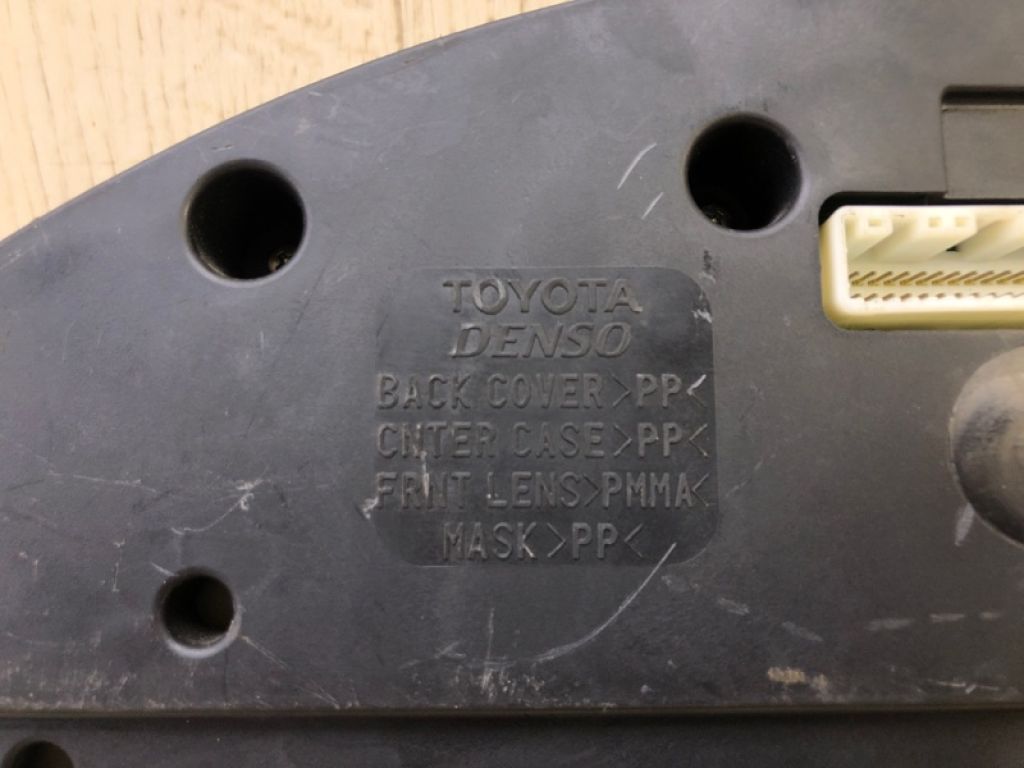 TOYOTA
DENSO
BACK COVER>PP<
CNTER CASE>PP<
FRNT LENS>PMMA<
MASK>PP<